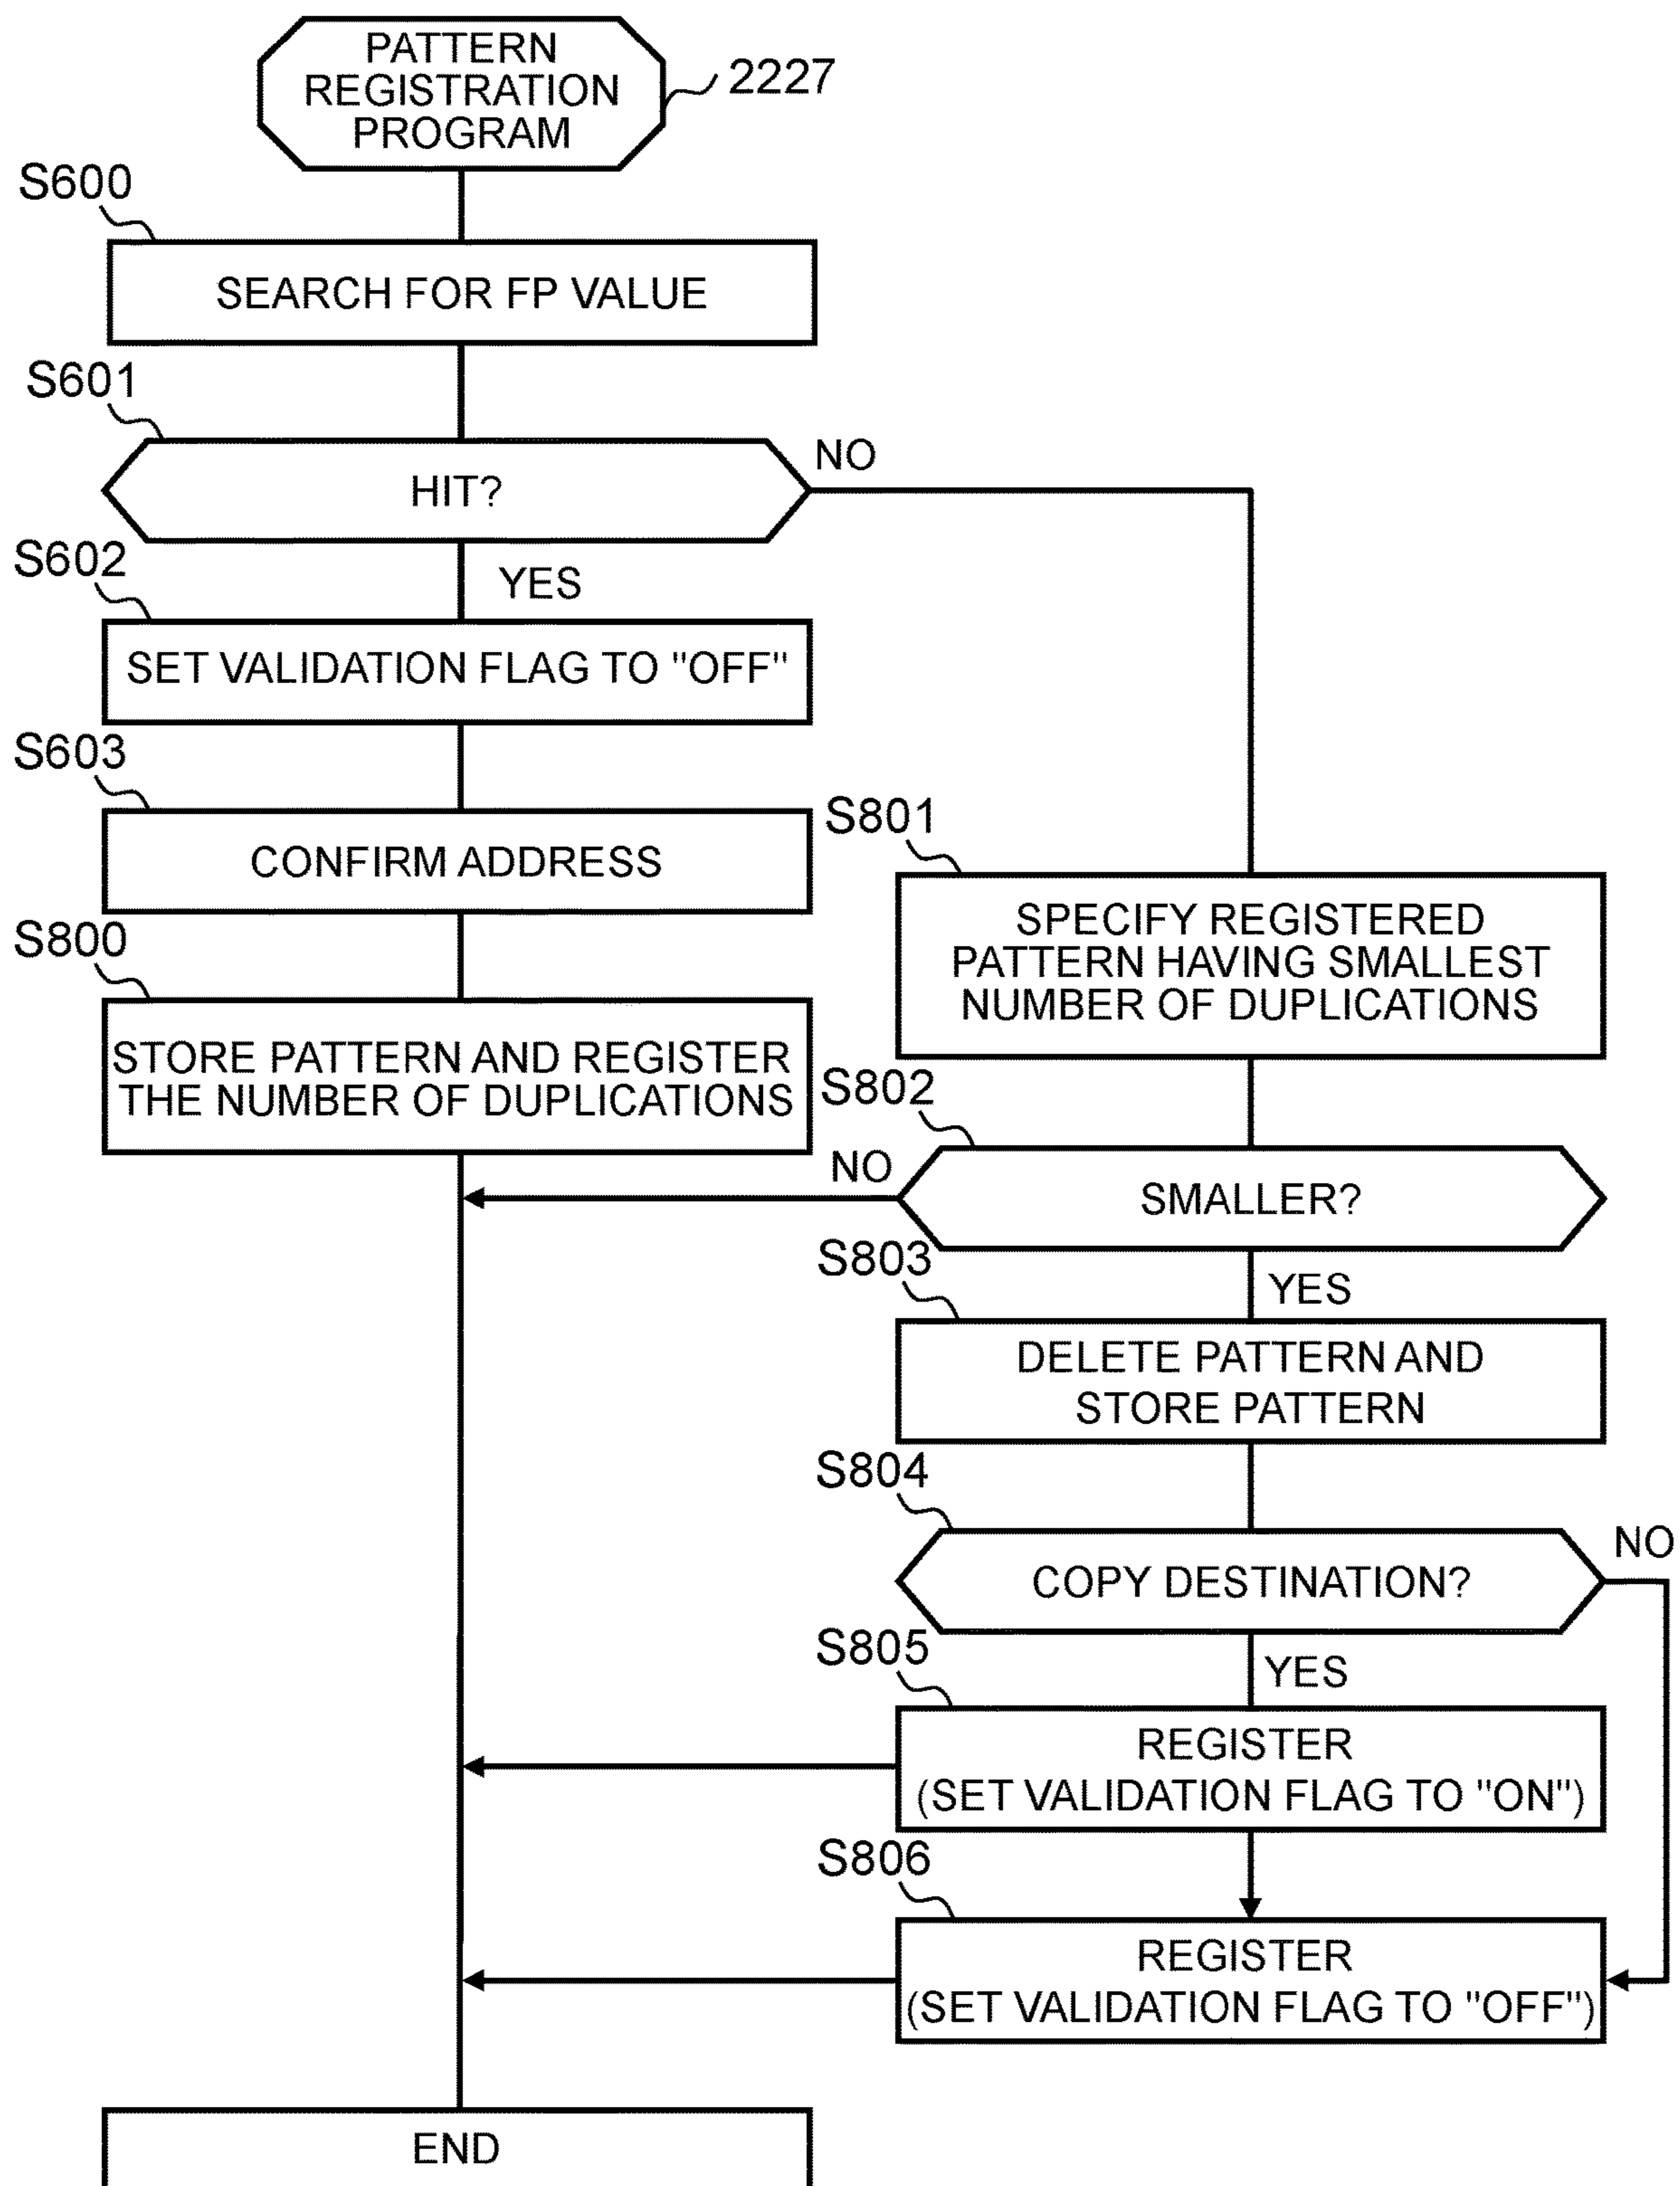 PATTERN
REGISTRATION
PROGRAM
2227
S600
SEARCH FOR FP VALUE
S601
HIT?
NO
YES
S602
SET VALIDATION FLAG TO "OFF"
S603
CONFIRM ADDRESS
S800
STORE PATTERN AND REGISTER
THE NUMBER OF DUPLICATIONS
S801
SPECIFY REGISTERED
PATTERN HAVING SMALLEST
NUMBER OF DUPLICATIONS
S802
SMALLER?
NO
YES
S803
DELETE PATTERN AND
STORE PATTERN
S804
COPY DESTINATION?
NO
YES
S805
REGISTER
(SET VALIDATION FLAG TO "ON")
S806
REGISTER
(SET VALIDATION FLAG TO "OFF")
END